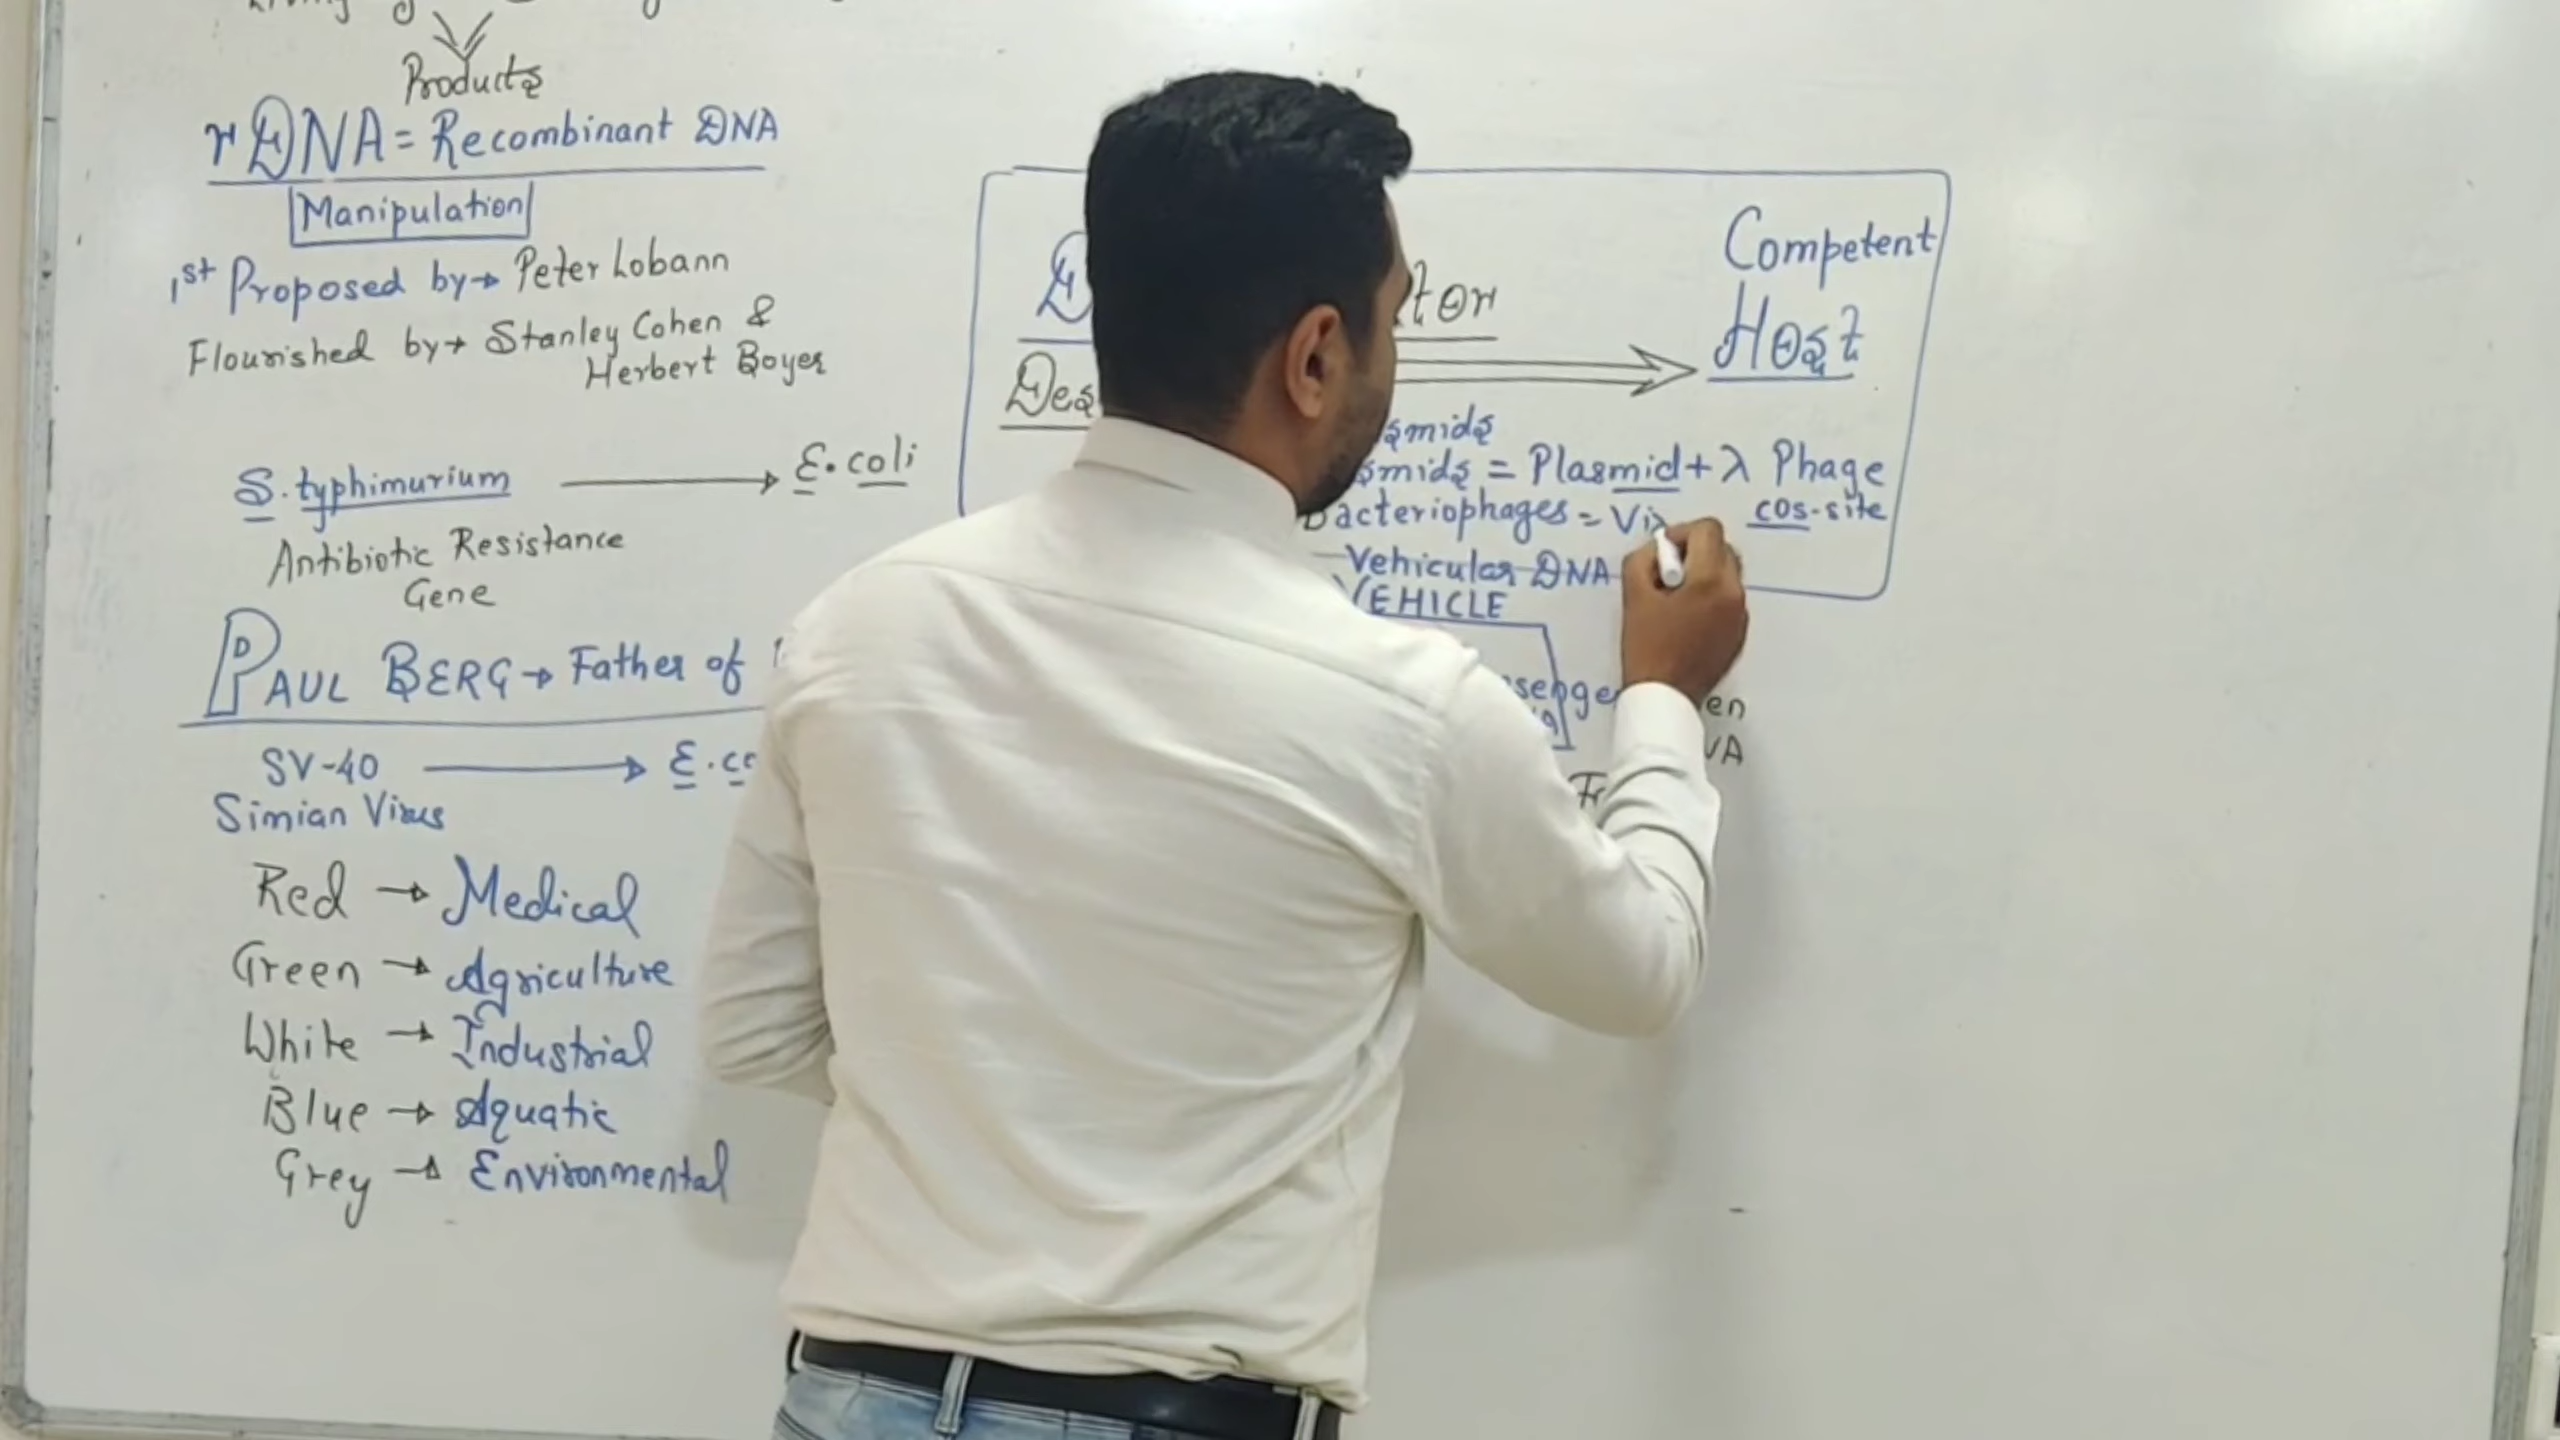 Products
rDNA = Recombinant DNA
Manipulation
1st Proposed by → Peter Lobann
Flourished by → Stanley Cohen &
Herbert Boyer
S. typhimurium → E. coli
Antibiotic Resistance
Gene
PAUL BERG → Father of
SV-40 → E. co
Simian Virus
Red → Medical
Green → Agriculture
White → Industrial
Blue → Aquatic
Grey → Environmental
tor
Competent
Host
Des
smids
smids = Plasmid + λ Phage
Bacteriophages = Vi
cos-site
Vehicular DNA
VEHICLE
senge
en